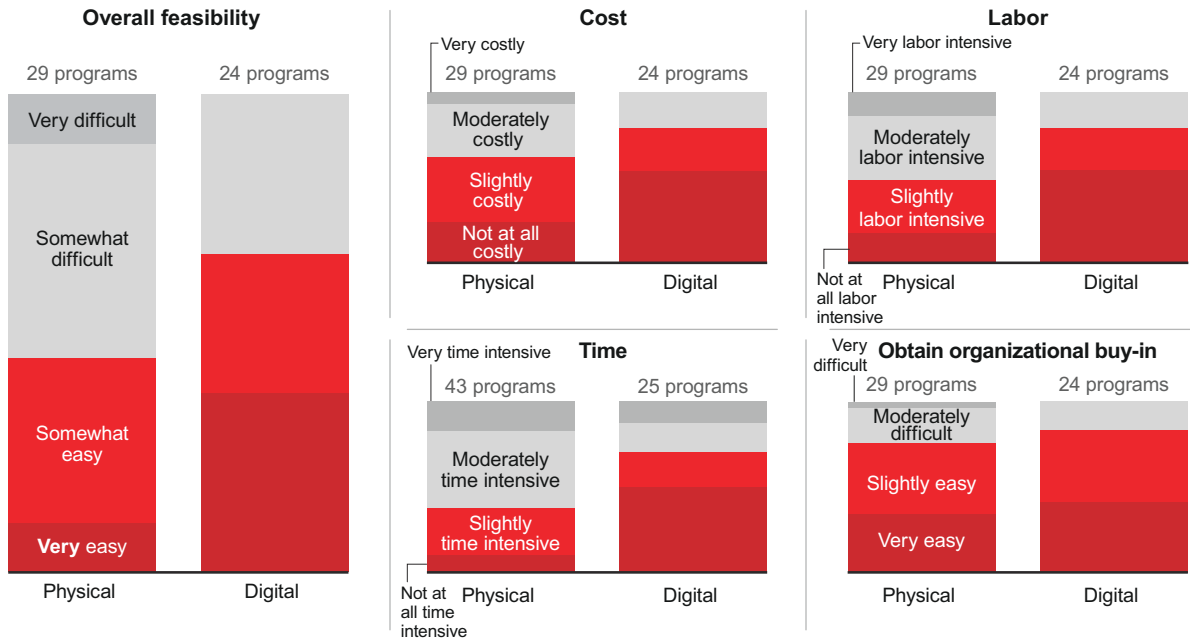 Overall feasibility
29 programs
24 programs
Very difficult
Somewhat
difficult
Somewhat
easy
Very easy
Physical
Digital
Cost
Very costly
29 programs
24 programs
Moderately
costly
Slightly
costly
Not at all
costly
Physical
Digital
Labor
Very labor intensive
29 programs
24 programs
Moderately
labor intensive
Slightly
labor intensive
Not at
all labor
intensive
Physical
Digital
Time
Very time intensive
43 programs
25 programs
Moderately
time intensive
Slightly
time intensive
Not at
all time
intensive
Physical
Digital
Obtain organizational buy-in
Very
difficult
29 programs
24 programs
Moderately
difficult
Slightly easy
Very easy
Physical
Digital